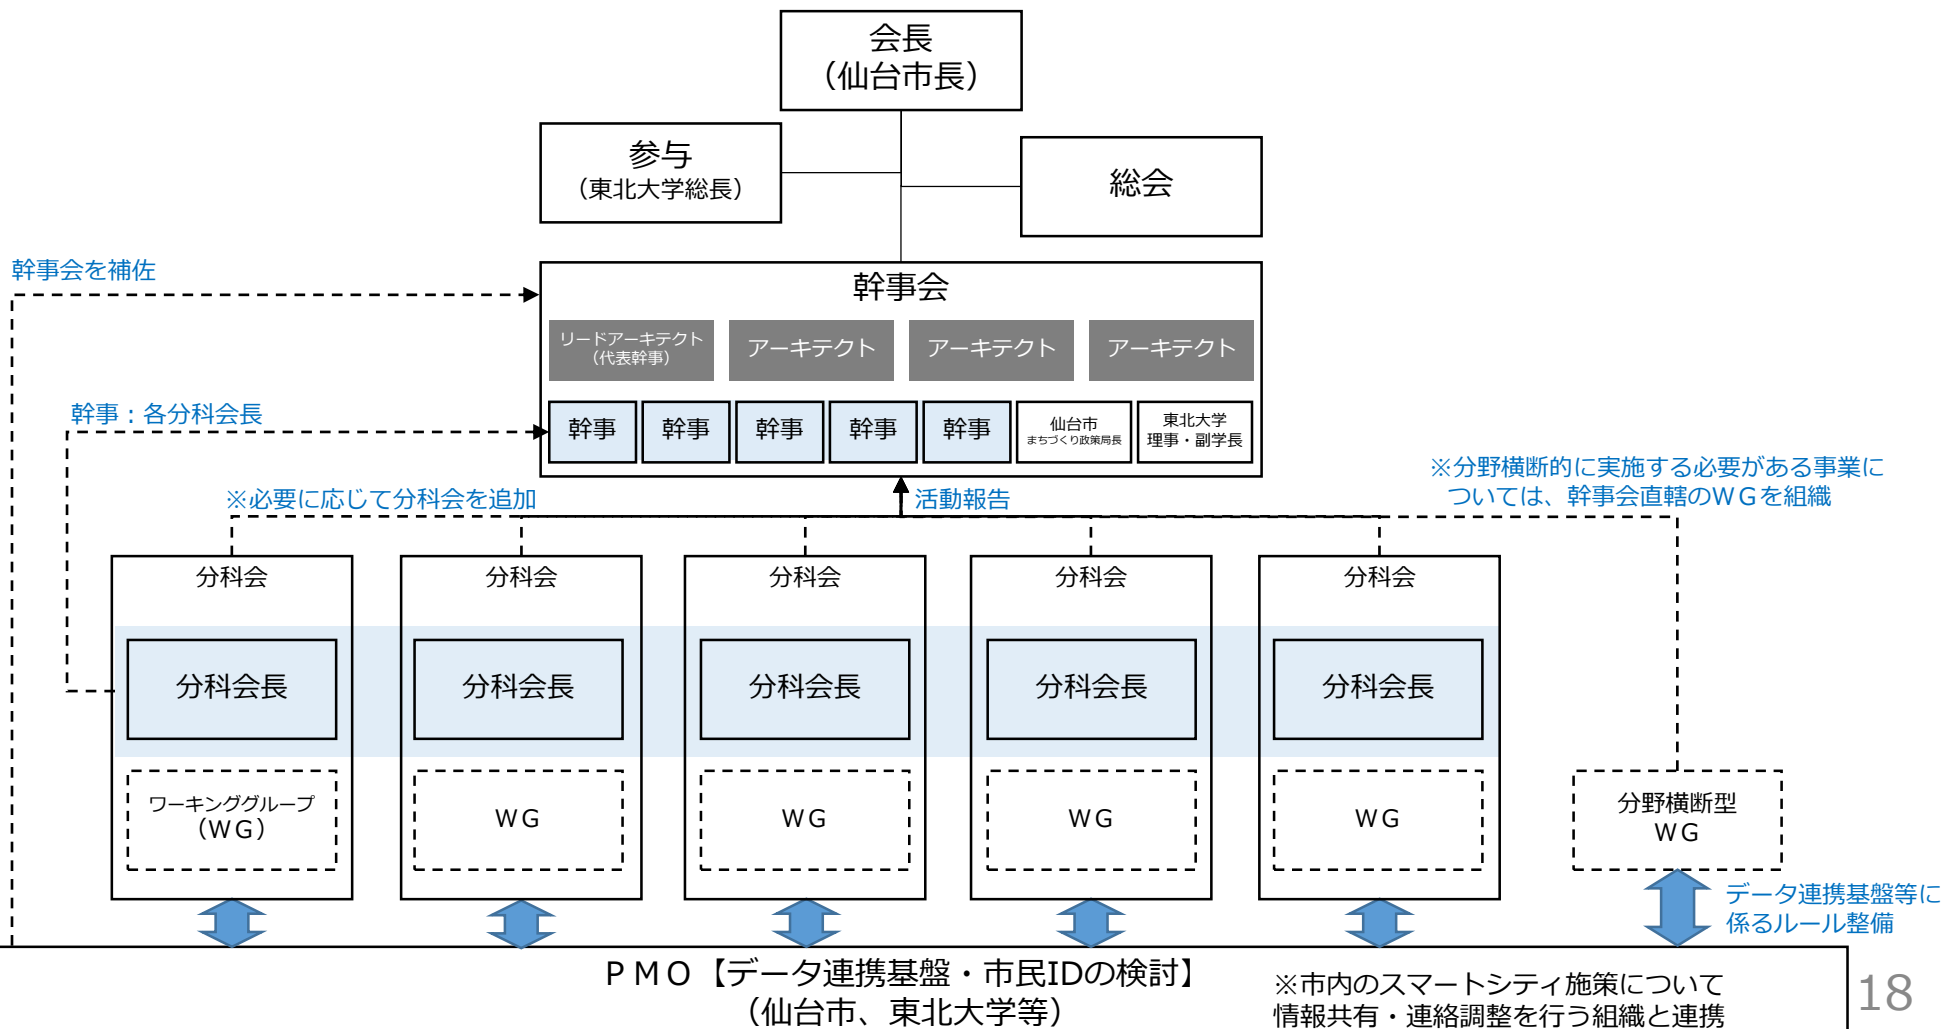 会長
（仙台市長）
参与
（東北大学総長）
総会
幹事会を補佐
幹事会
リードアーキテクト
（代表幹事）
アーキテクト
アーキテクト
アーキテクト
幹事：各分科会長
幹事
幹事
幹事
幹事
幹事
仙台市
まちづくり政策局長
東北大学
理事・副学長
※分野横断的に実施する必要がある事業に
ついては、幹事会直轄のＷＧを組織
※必要に応じて分科会を追加
活動報告
分科会
分科会
分科会
分科会
分科会
分科会長
分科会長
分科会長
分科会長
分科会長
ワーキンググループ
（ＷＧ）
ＷＧ
ＷＧ
ＷＧ
ＷＧ
分野横断型
ＷＧ
データ連携基盤等に
係るルール整備
ＰＭＯ【データ連携基盤・市民IDの検討】
（仙台市、東北大学等）
※市内のスマートシティ施策について
情報共有・連絡調整を行う組織と連携
18